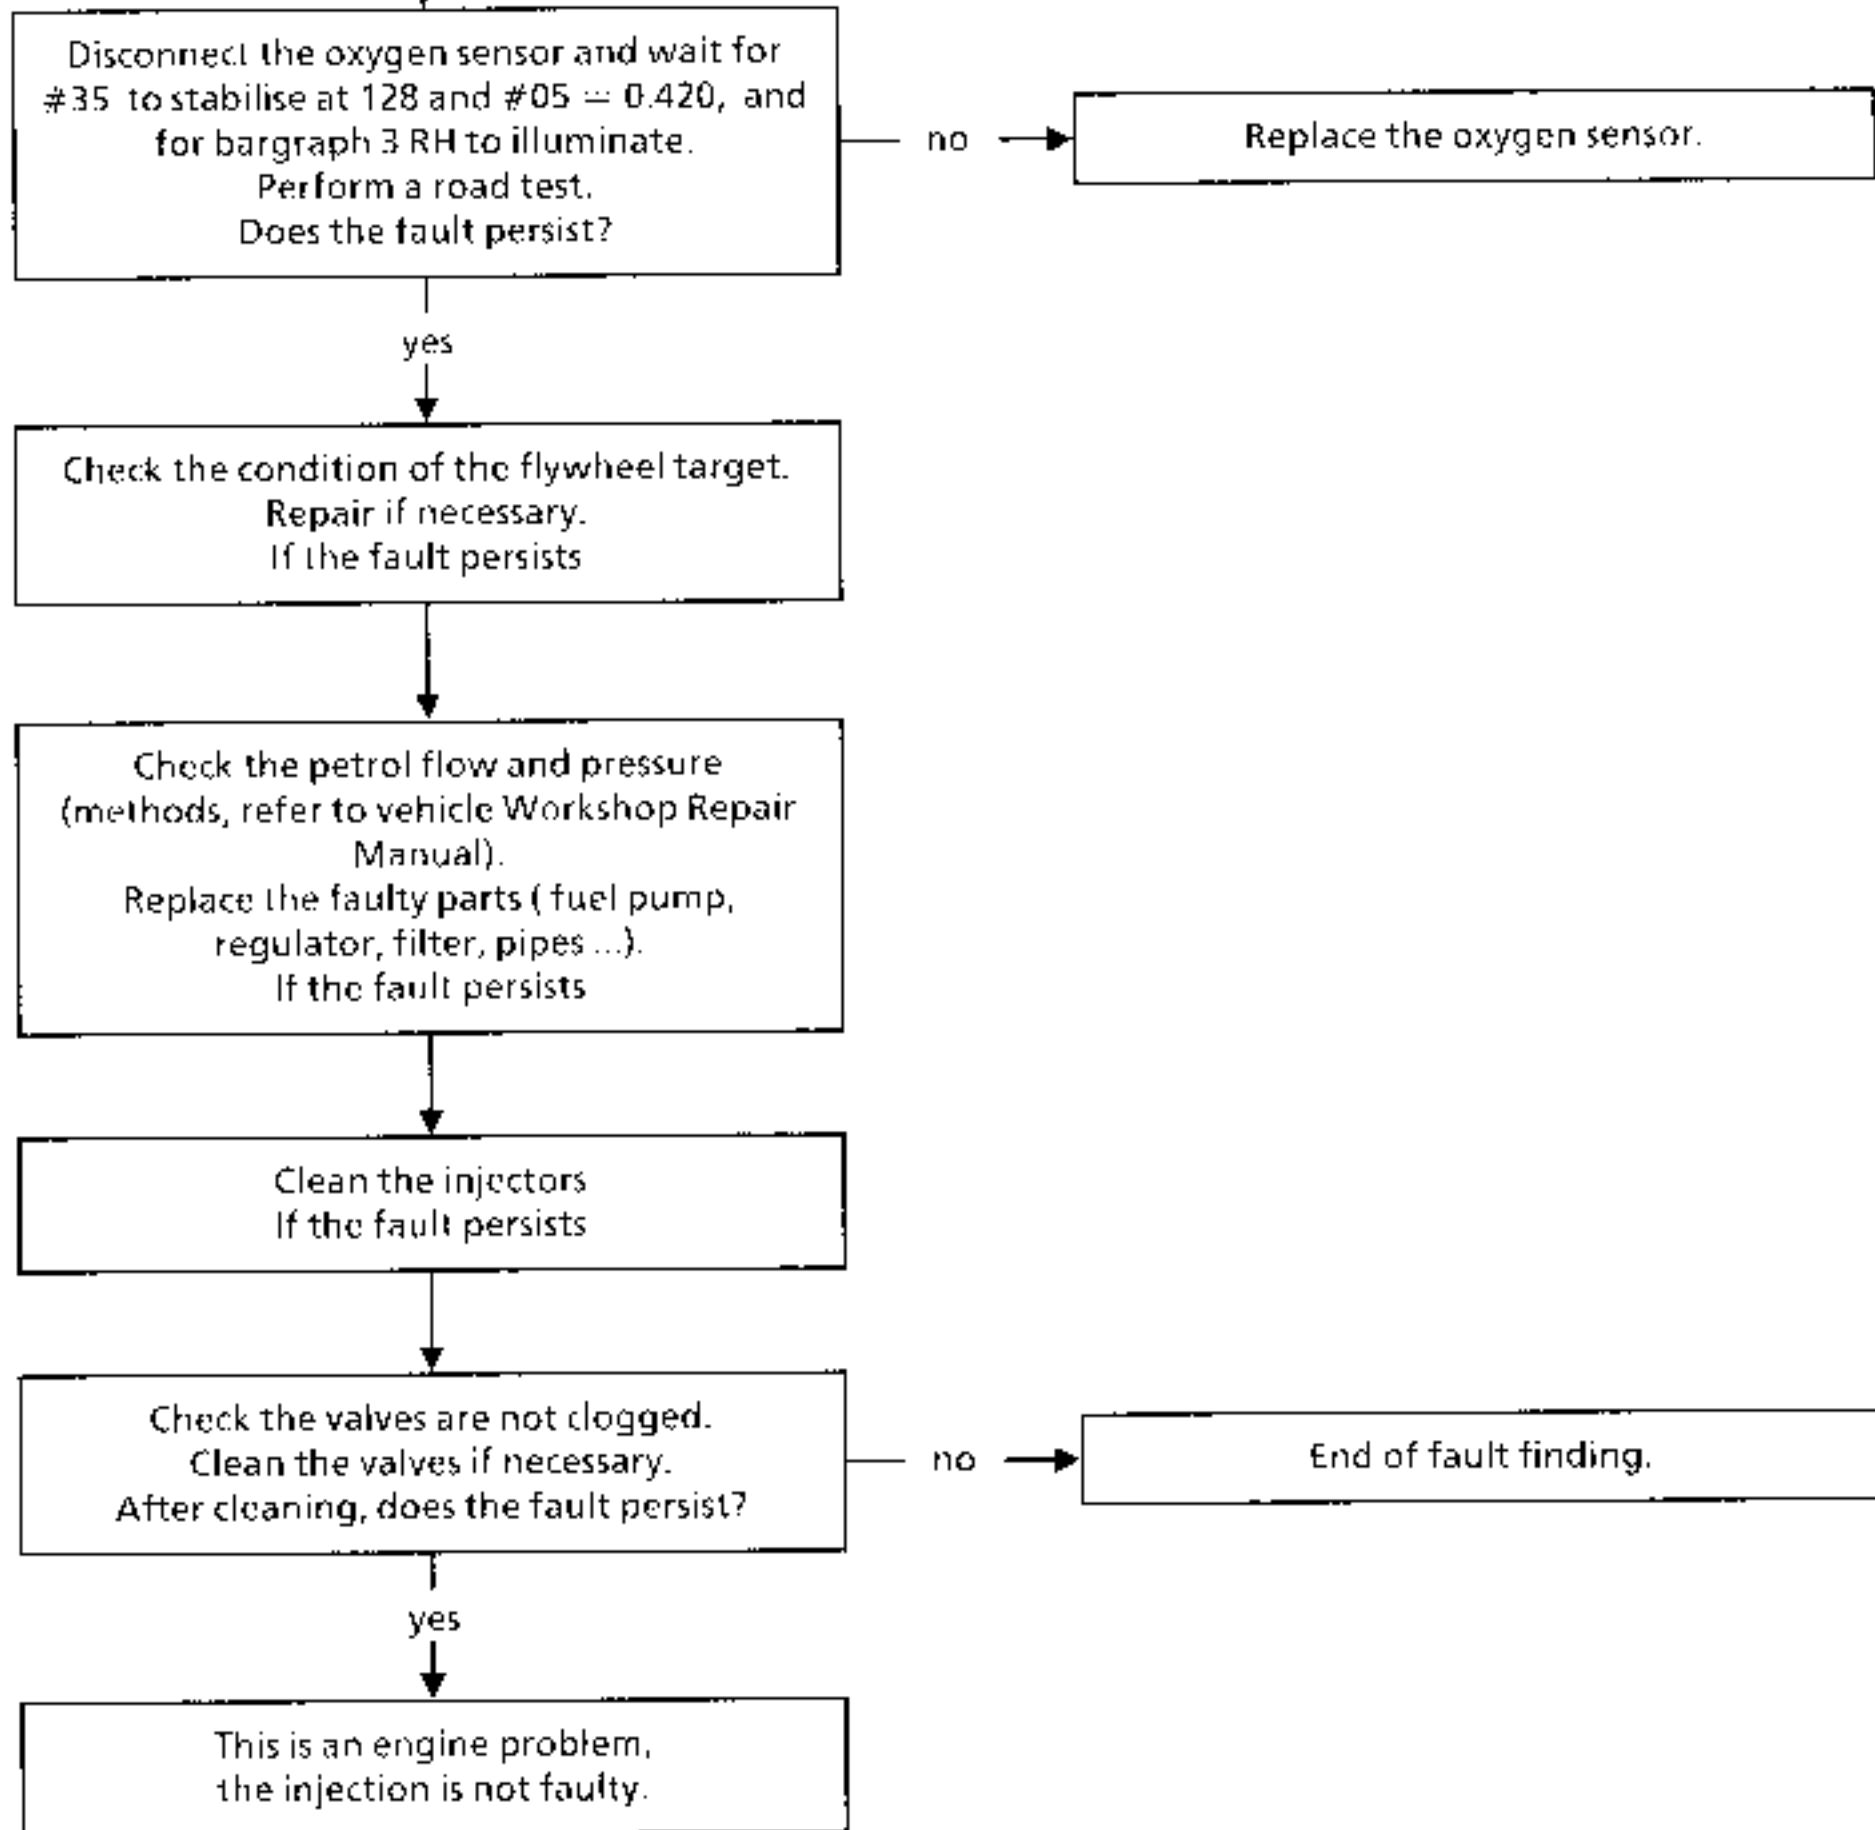 Disconnect the oxygen sensor and wait for
#35 to stabilise at 128 and #05 = 0.420, and
for bargraph 3 RH to illuminate.
Perform a road test.
Does the fault persist?
no
Replace the oxygen sensor.
yes
Check the condition of the flywheel target.
Repair if necessary.
If the fault persists
Check the petrol flow and pressure
(methods, refer to vehicle Workshop Repair
Manual).
Replace the faulty parts ( fuel pump,
regulator, filter, pipes ...).
If the fault persists
Clean the injectors
If the fault persists
Check the valves are not clogged.
Clean the valves if necessary.
After cleaning, does the fault persist?
no
End of fault finding.
yes
This is an engine problem,
the injection is not faulty.